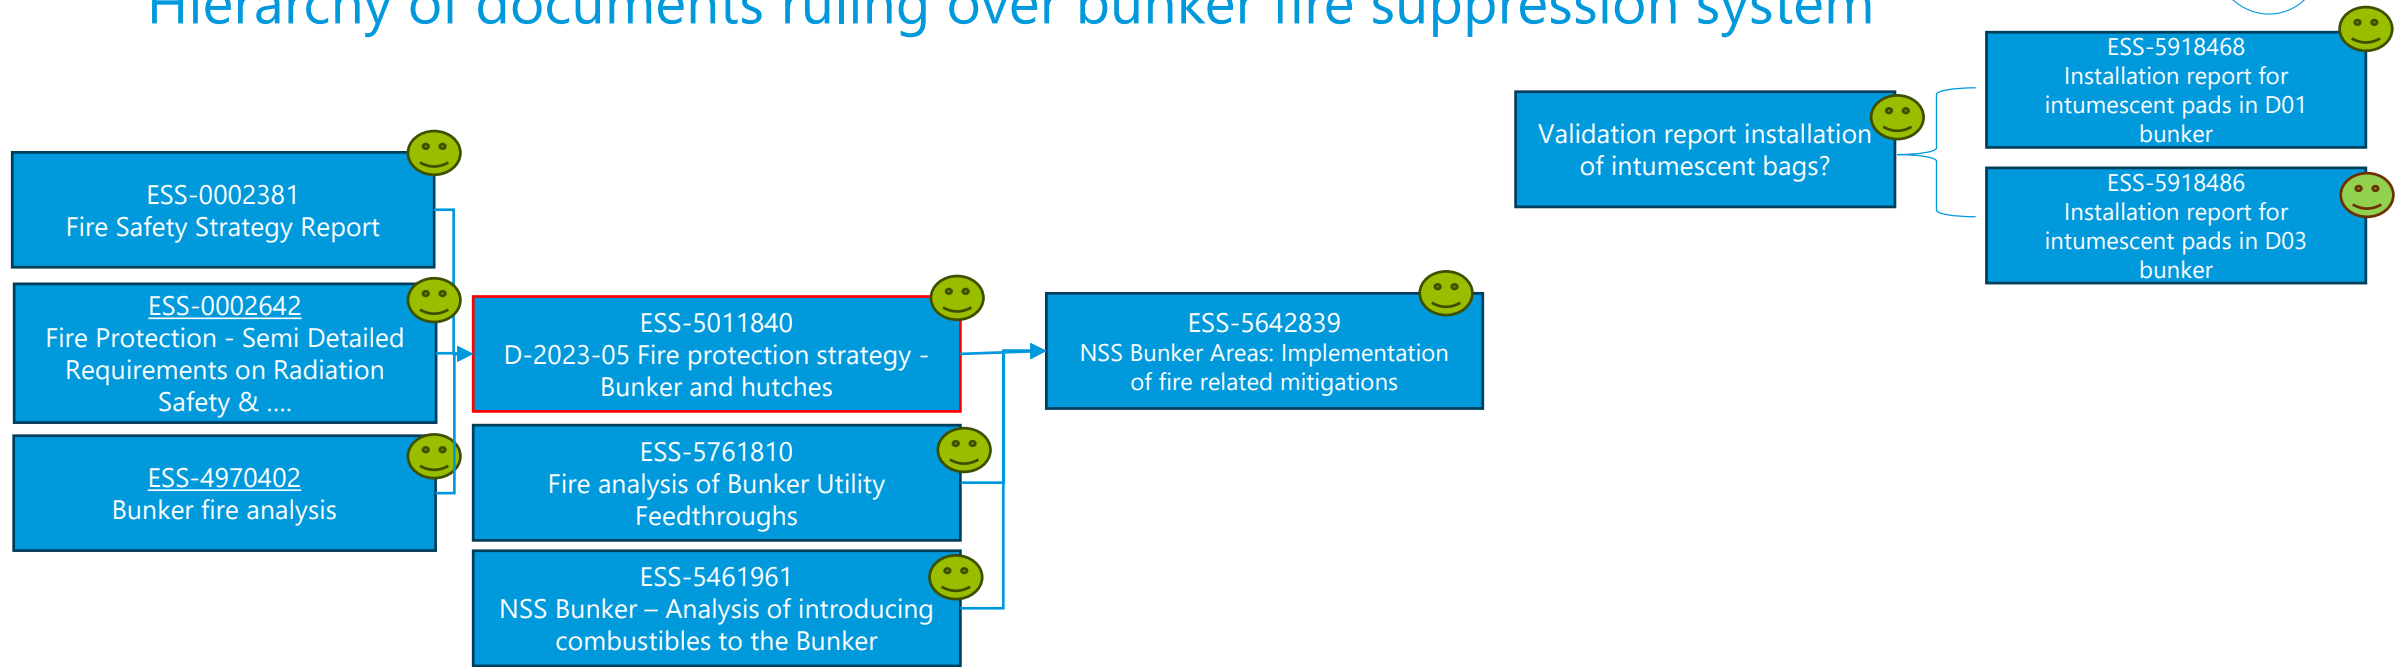 Hierarchy of documents ruling over bunker fire suppression system
ESS-0002381
Fire Safety Strategy Report
ESS-0002642
Fire Protection - Semi Detailed
Requirements on Radiation
Safety & ....
ESS-4970402
Bunker fire analysis
ESS-5011840
D-2023-05 Fire protection strategy -
Bunker and hutches
ESS-5761810
Fire analysis of Bunker Utility
Feedthroughs
ESS-5461961
NSS Bunker – Analysis of introducing
combustibles to the Bunker
ESS-5642839
NSS Bunker Areas: Implementation
of fire related mitigations
Validation report installation
of intumescent bags?
ESS-5918468
Installation report for
intumescent pads in D01
bunker
ESS-5918486
Installation report for
intumescent pads in D03
bunker